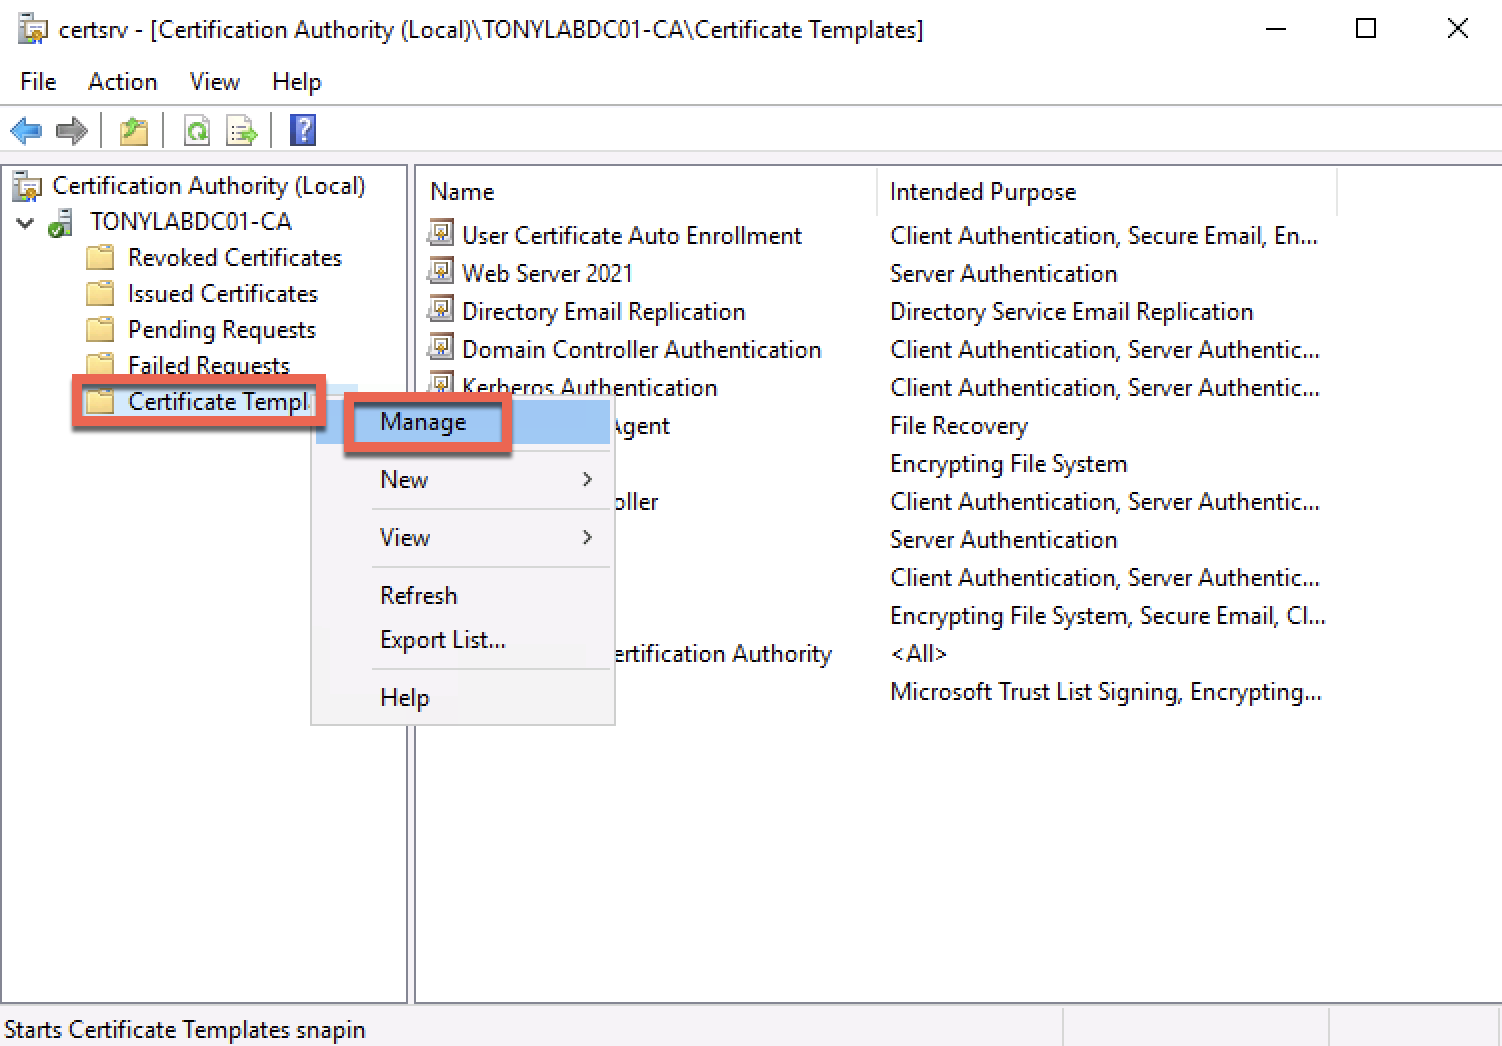 certsrv - [Certification Authority (Local)\TONYLABDC01-CA\Certificate Templates]
File Action View Help
Certification Authority (Local)
TONYLABDC01-CA
Revoked Certificates
Issued Certificates
Pending Requests
Failed Requests
Certificate Templ
Name Intended Purpose
User Certificate Auto Enrollment Client Authentication, Secure Email, En...
Web Server 2021 Server Authentication
Directory Email Replication Directory Service Email Replication
Domain Controller Authentication Client Authentication, Server Authentic...
Kerberos Authentication Client Authentication, Server Authentic...
Agent File Recovery
Encrypting File System
oller Client Authentication, Server Authentic...
Server Authentication
Client Authentication, Server Authentic...
Encrypting File System, Secure Email, Cl...
ertification Authority <All>
Microsoft Trust List Signing, Encrypting...
Manage
New
View
Refresh
Export List...
Help
Starts Certificate Templates snapin